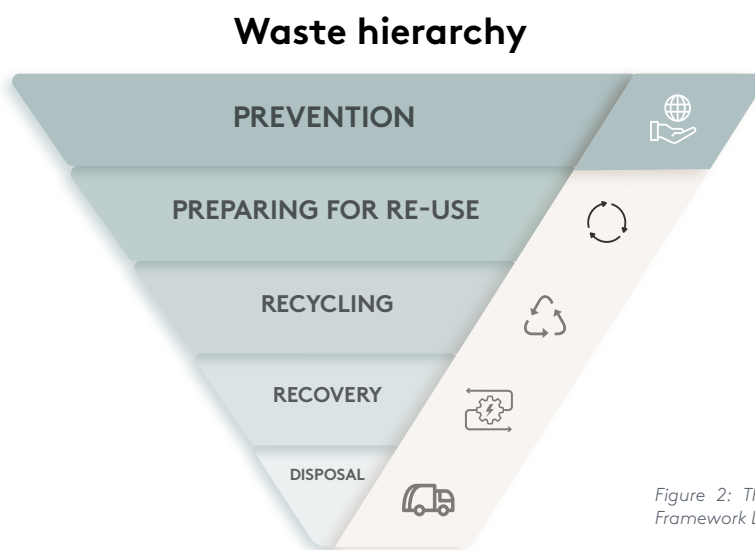 Waste hierarchy
PREVENTION
PREPARING FOR RE-USE
RECYCLING
RECOVERY
DISPOSAL
Figure 2: Th
Framework